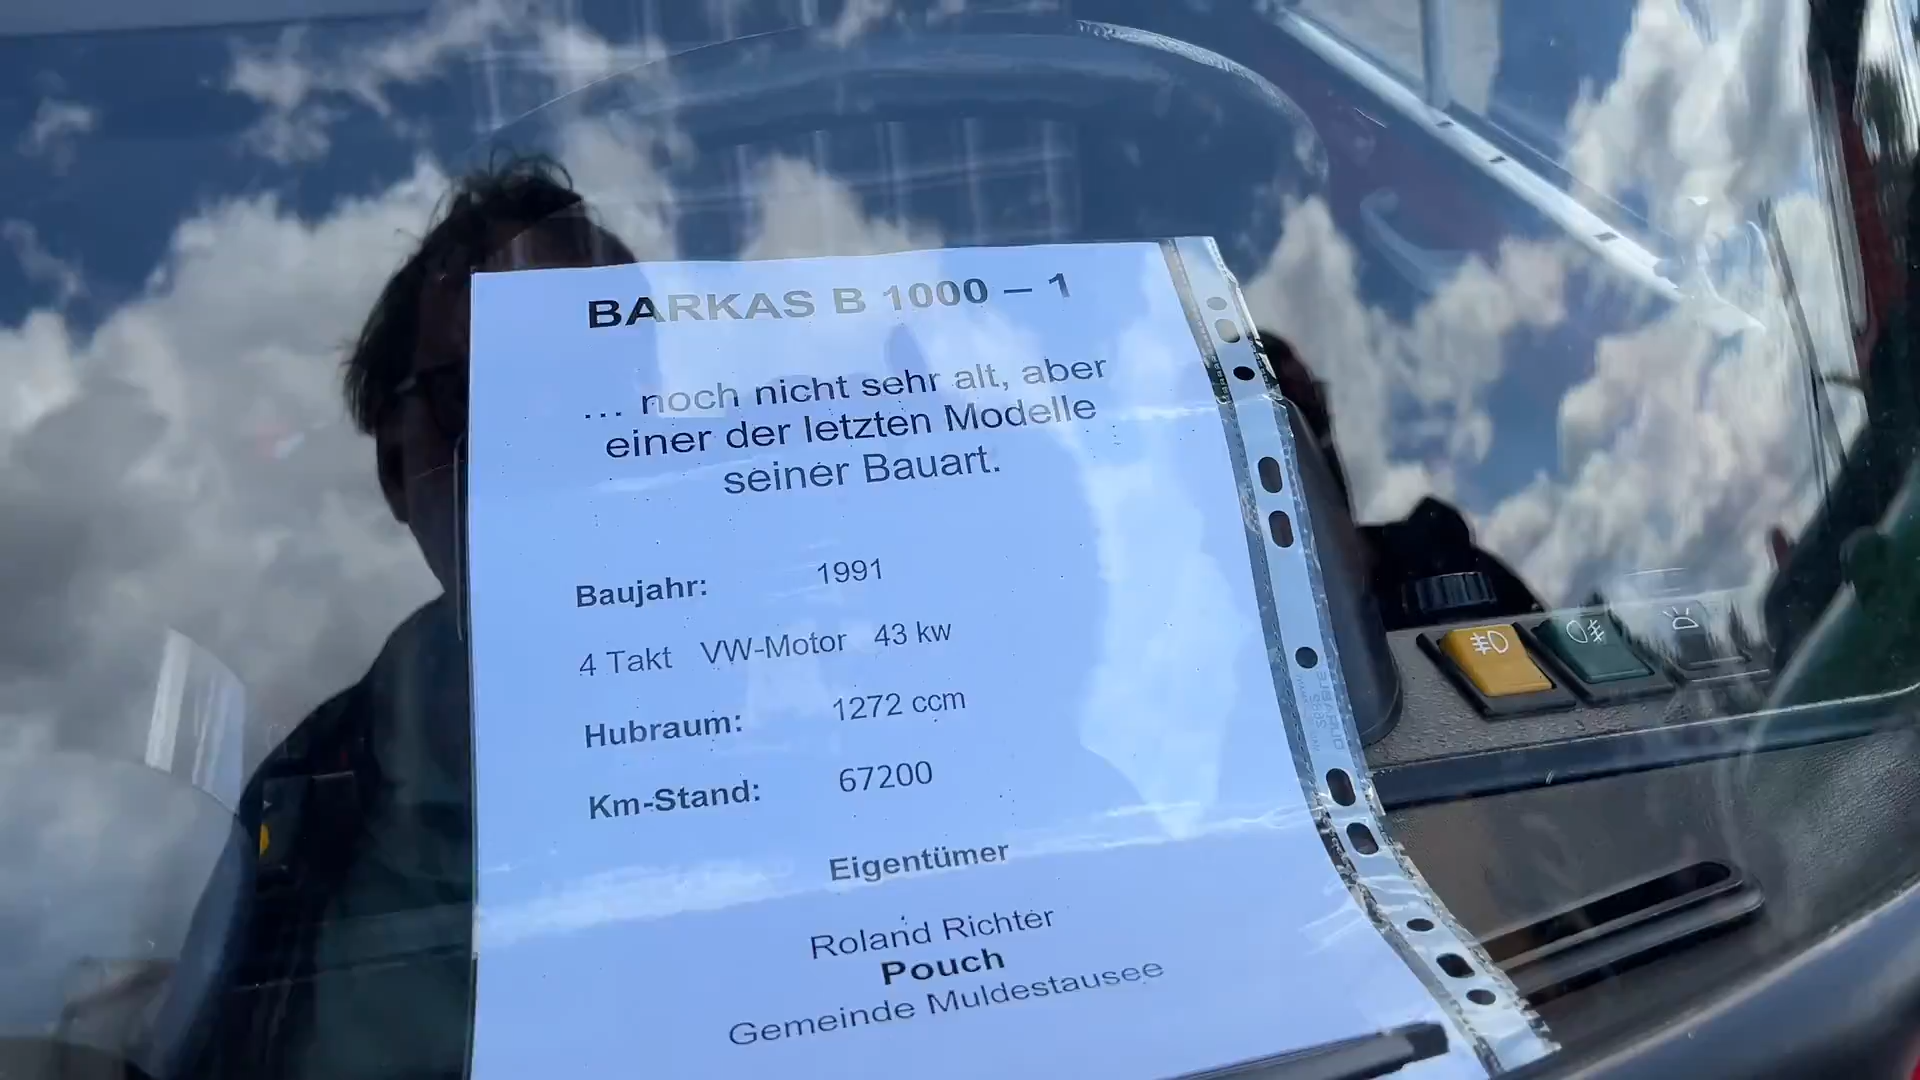 BARKAS B 1000 – 1
... noch nicht sehr alt, aber
einer der letzten Modelle
seiner Bauart.
Baujahr: 1991
4 Takt VW-Motor 43 kw
Hubraum: 1272 ccm
Km-Stand: 67200
Eigentümer
Roland Richter
Pouch
Gemeinde Muldestausee